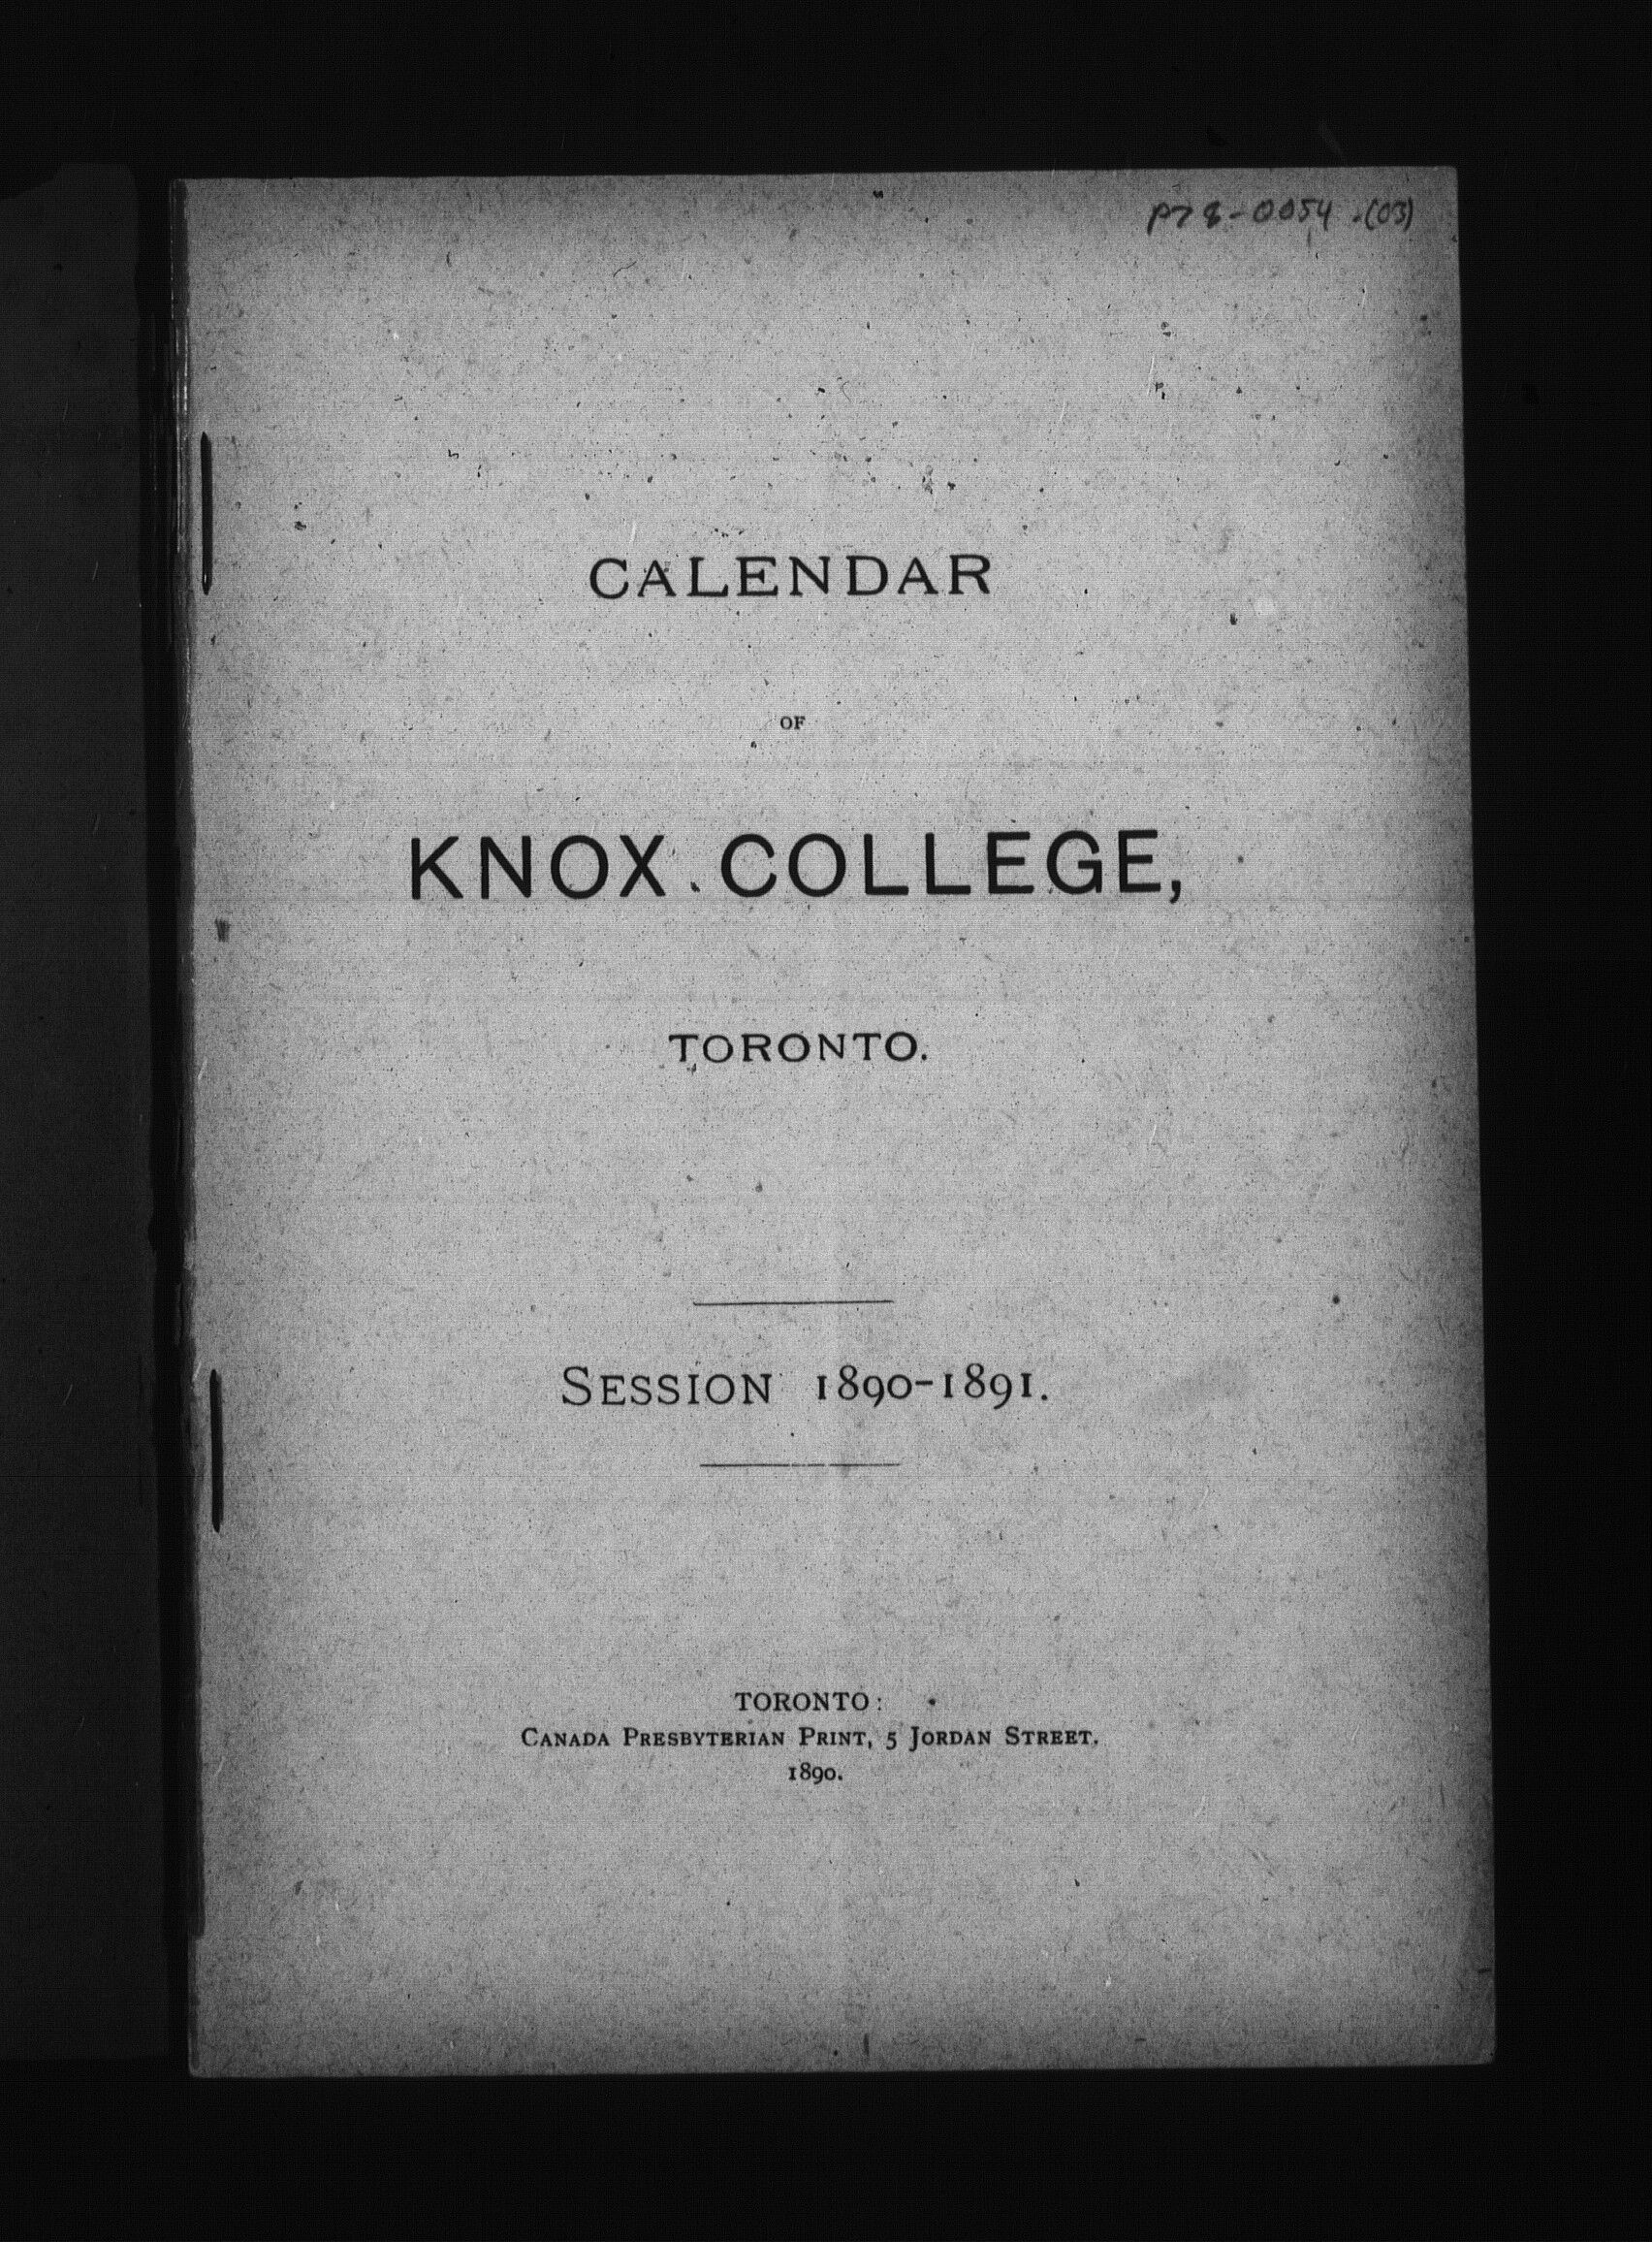 P78-0054.(03)
CALENDAR
OF
KNOX COLLEGE,
TORONTO.
SESSION 1890-1891.
TORONTO:
CANADA PRESBYTERIAN PRINT, 5 JORDAN STREET.
1890.